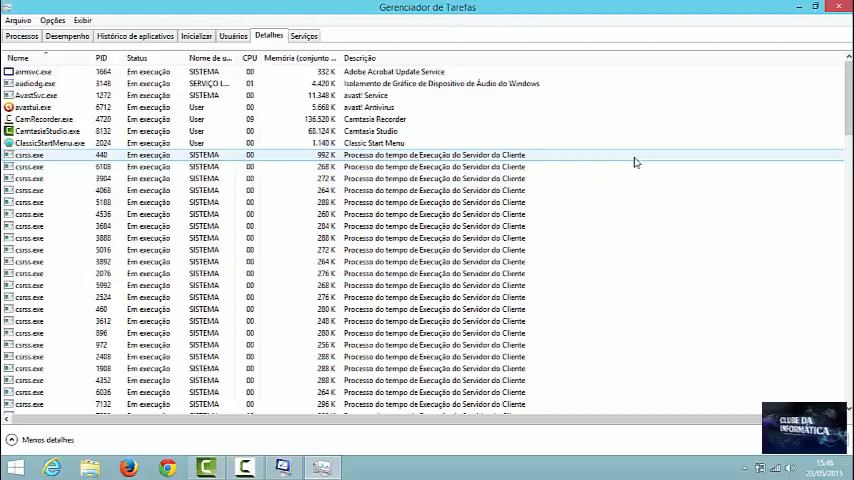 Gerenciador de Tarefas
Arquivo Opções Exibir
Processos Desempenho Histórico de aplicativos Inicializar Usuários Detalhes Serviços
Nome PID Status Nome de u... CPU Memória (conjunto ... Descrição
armsvc.exe 1664 Em execução SISTEMA 00 332 K Adobe Acrobat Update Service
audiodg.exe 3148 Em execução SERVIÇO L... 01 4.420 K Isolamento de Gráfico de Dispositivo de Áudio do Windows
AvastSvc.exe 1272 Em execução SISTEMA 00 11.348 K avast! Service
avastui.exe 6712 Em execução User 00 5.668 K avast! Antivirus
CamRecorder.exe 4720 Em execução User 09 136.520 K Camtasia Recorder
CamtasiaStudio.exe 8132 Em execução User 00 68.124 K Camtasia Studio
ClassicStartMenu.exe 2024 Em execução User 00 1.140 K Classic Start Menu
csrss.exe 440 Em execução SISTEMA 00 992 K Processo do tempo de Execução do Servidor do Cliente
csrss.exe 6108 Em execução SISTEMA 00 268 K Processo do tempo de Execução do Servidor do Cliente
csrss.exe 3904 Em execução SISTEMA 00 272 K Processo do tempo de Execução do Servidor do Cliente
csrss.exe 4068 Em execução SISTEMA 00 264 K Processo do tempo de Execução do Servidor do Cliente
csrss.exe 5188 Em execução SISTEMA 00 288 K Processo do tempo de Execução do Servidor do Cliente
csrss.exe 4536 Em execução SISTEMA 00 260 K Processo do tempo de Execução do Servidor do Cliente
csrss.exe 3684 Em execução SISTEMA 00 284 K Processo do tempo de Execução do Servidor do Cliente
csrss.exe 3888 Em execução SISTEMA 00 288 K Processo do tempo de Execução do Servidor do Cliente
csrss.exe 5016 Em execução SISTEMA 00 272 K Processo do tempo de Execução do Servidor do Cliente
csrss.exe 3892 Em execução SISTEMA 00 264 K Processo do tempo de Execução do Servidor do Cliente
csrss.exe 2076 Em execução SISTEMA 00 276 K Processo do tempo de Execução do Servidor do Cliente
csrss.exe 5992 Em execução SISTEMA 00 268 K Processo do tempo de Execução do Servidor do Cliente
csrss.exe 2524 Em execução SISTEMA 00 276 K Processo do tempo de Execução do Servidor do Cliente
csrss.exe 460 Em execução SISTEMA 00 280 K Processo do tempo de Execução do Servidor do Cliente
csrss.exe 3612 Em execução SISTEMA 00 248 K Processo do tempo de Execução do Servidor do Cliente
csrss.exe 896 Em execução SISTEMA 00 280 K Processo do tempo de Execução do Servidor do Cliente
csrss.exe 972 Em execução SISTEMA 00 256 K Processo do tempo de Execução do Servidor do Cliente
csrss.exe 2408 Em execução SISTEMA 00 288 K Processo do tempo de Execução do Servidor do Cliente
csrss.exe 1908 Em execução SISTEMA 00 288 K Processo do tempo de Execução do Servidor do Cliente
csrss.exe 4352 Em execução SISTEMA 00 280 K Processo do tempo de Execução do Servidor do Cliente
csrss.exe 6036 Em execução SISTEMA 00 264 K Processo do tempo de Execução do Servidor do Cliente
csrss.exe 7132 Em execução SISTEMA 00 296 K Processo do tempo de Execução do Servidor do Cliente
CLUBE DA
INFORMÁTICA
Menos detalhes
15:46
23/05/2015